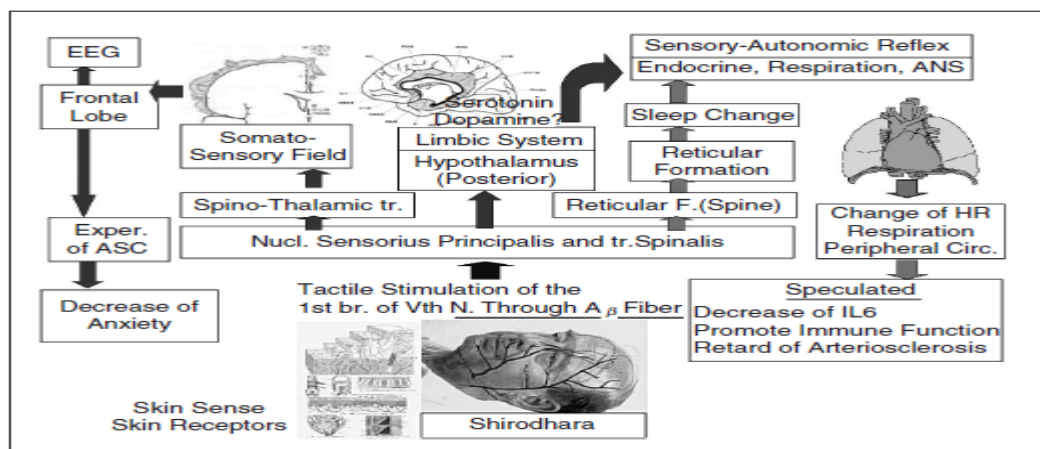 EEG
Frontal
Lobe
Exper.
of ASC
Decrease of
Anxiety
Somato-
Sensory Field
Spino-Thalamic tr.
Serotonin
Dopamine?
Limbic System
Hypothalamus
(Posterior)
Sensory-Autonomic Reflex
Endocrine, Respiration, ANS
Sleep Change
Reticular
Formation
Reticular F.(Spine)
Nucl. Sensorius Principalis and tr.Spinalis
Change of HR
Respiration
Peripheral Circ.
Speculated
Decrease of IL6
Promote Immune Function
Retard of Arteriosclerosis
Tactile Stimulation of the
1st br. of Vth N. Through A β Fiber
Skin Sense
Skin Receptors
Shirodhara